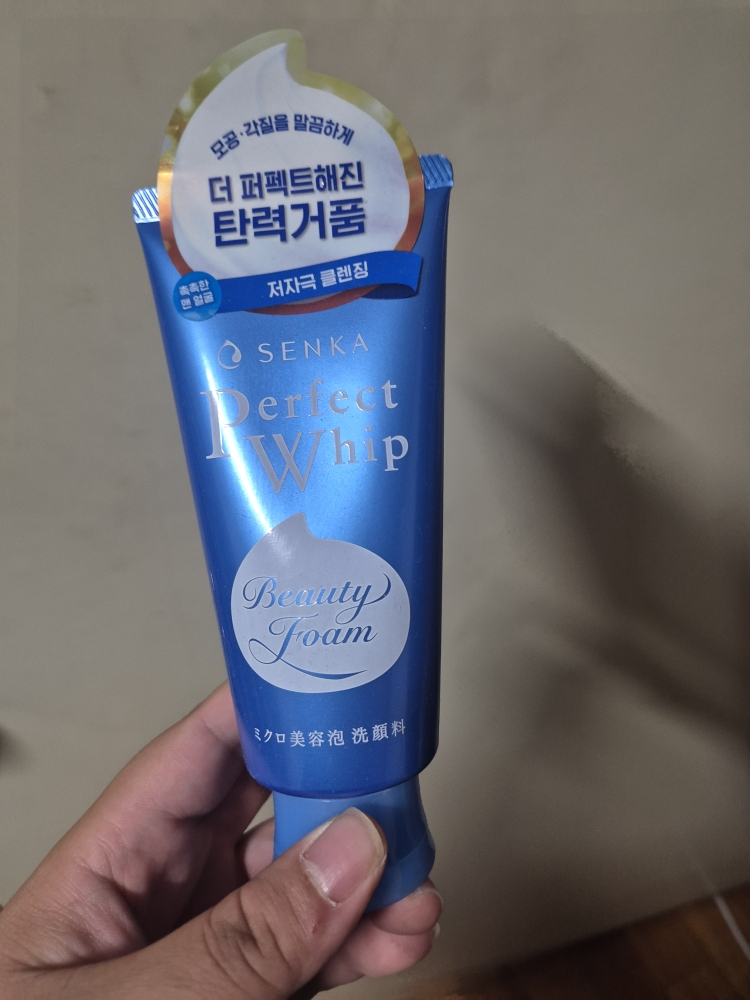 모공·각질을 말끔하게
더 퍼펙트해진
탄력거품
촉촉한
맨 얼굴
저자극 클렌징
SENKA
Perfect
Whip
Beauty
Foam
ミクロ美容泡 洗顔料